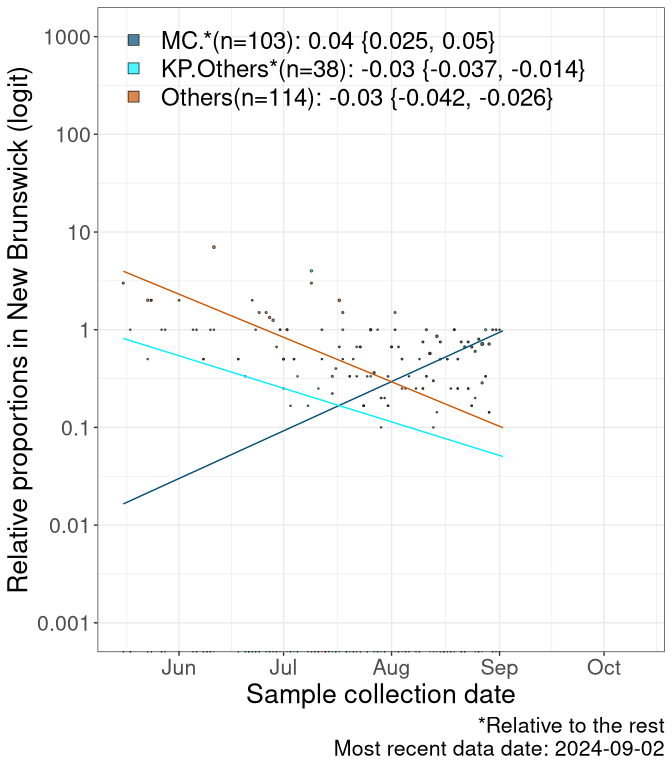 MC.*(n=103): 0.04 {0.025, 0.05}
KP.Others*(n=38): -0.03 {-0.037, -0.014}
Others(n=114): -0.03 {-0.042, -0.026}
Relative proportions in New Brunswick (logit)
1000
100
10
1
0.1
0.01
0.001
Jun Jul Aug Sep Oct
Sample collection date
*Relative to the rest
Most recent data date: 2024-09-02